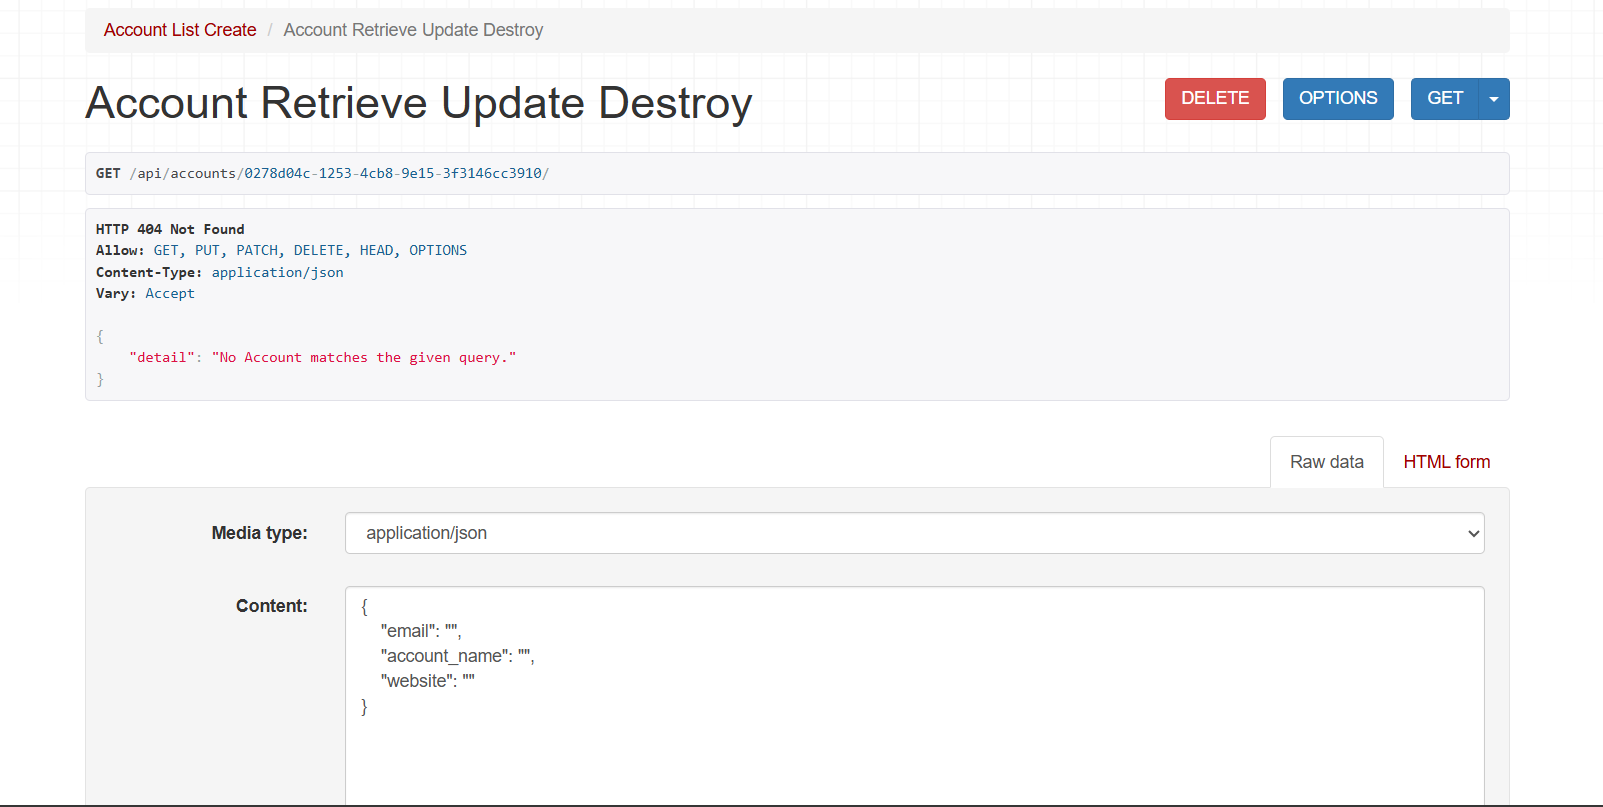 Account List Create / Account Retrieve Update Destroy
Account Retrieve Update Destroy
DELETE
OPTIONS
GET
GET /api/accounts/0278d04c-1253-4cb8-9e15-3f3146cc3910/
HTTP 404 Not Found
Allow: GET, PUT, PATCH, DELETE, HEAD, OPTIONS
Content-Type: application/json
Vary: Accept
{
"detail": "No Account matches the given query."
}
Raw data
HTML form
Media type:
application/json
Content:
{
"email": "",
"account_name": "",
"website": ""
}